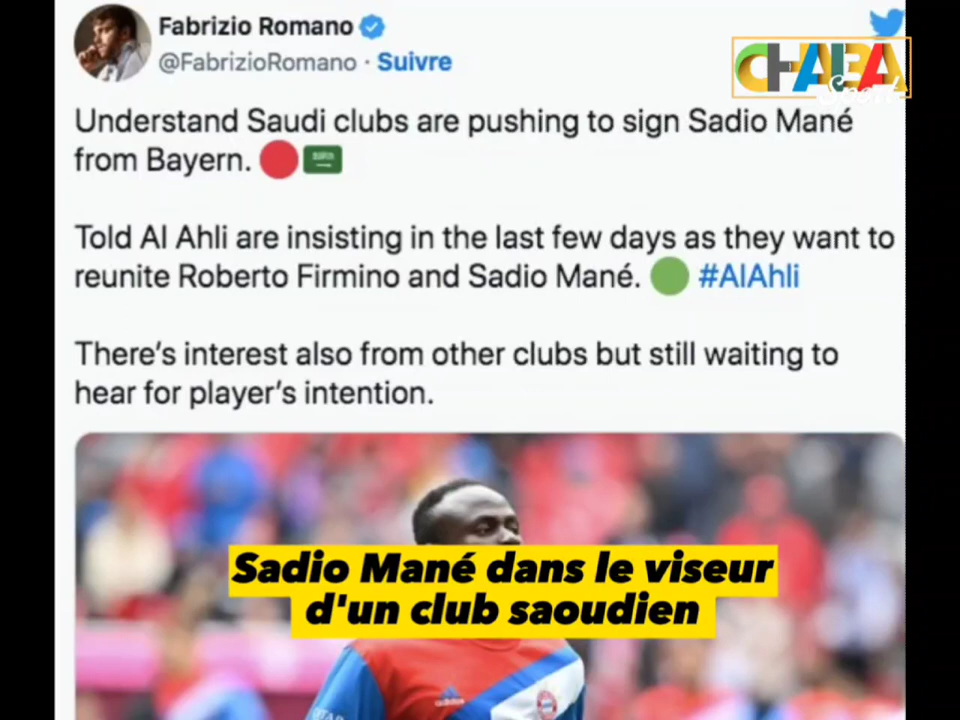 Fabrizio Romano
@FabrizioRomano · Suivre
CHABA
Sport
Understand Saudi clubs are pushing to sign Sadio Mané
from Bayern.
Told Al Ahli are insisting in the last few days as they want to
reunite Roberto Firmino and Sadio Mané. #AlAhli
There's interest also from other clubs but still waiting to
hear for player's intention.
Sadio Mané dans le viseur
d'un club saoudien